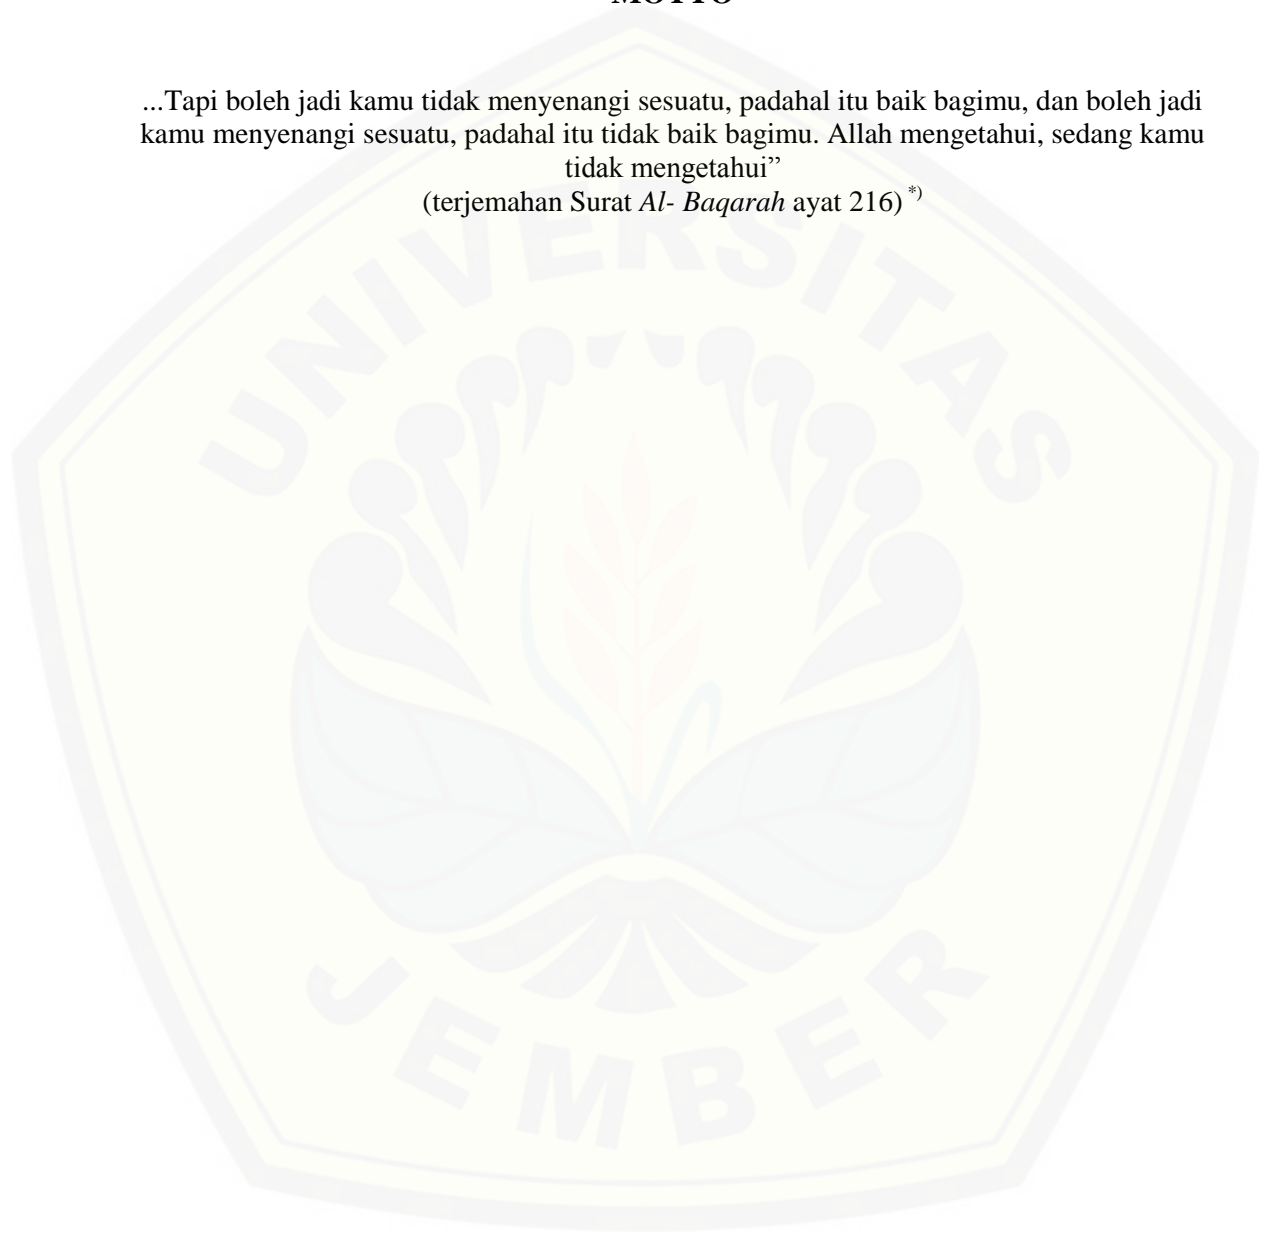 MOTTO
...Tapi boleh jadi kamu tidak menyenangi sesuatu, padahal itu baik bagimu, dan boleh jadi
kamu menyenangi sesuatu, padahal itu tidak baik bagimu. Allah mengetahui, sedang kamu
tidak mengetahui”
(terjemahan Surat Al- Baqarah ayat 216) *)
UNIVERSITAS
JEMBER